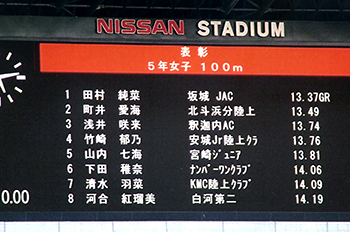 NISSAN STADIUM
表彰
5年女子 100m
1 田村 純菜 坂城 JAC 13.37GR
2 町井 愛海 北斗浜分陸上 13.49
3 浅井 咲来 釈迦内AC 13.74
4 竹崎 郁乃 安城Jr陸上クラ 13.76
5 山内 七海 宮崎ジュニア 13.81
6 下田 稚奈 ナンバーワンクラブ 14.06
7 清水 羽菜 KMC陸上クラブ 14.09
8 河合 紅瑠美 白河第二 14.19
0.00